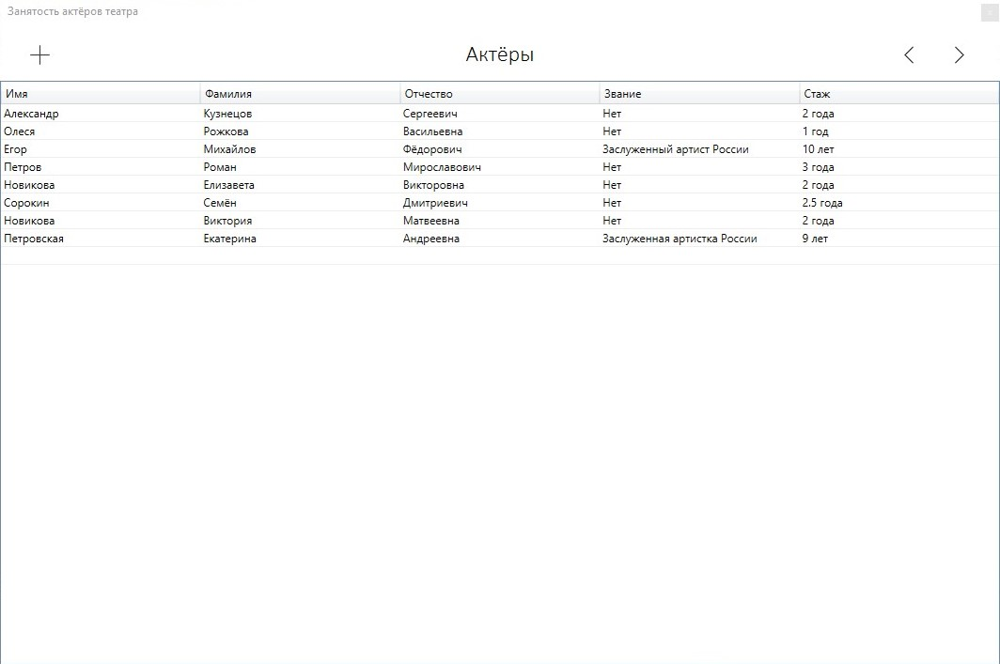 Занятость актёров театра
Актёры
Имя Фамилия Отчество Звание Стаж
Александр Кузнецов Сергеевич Нет 2 года
Олеся Рожкова Васильевна Нет 1 год
Егор Михайлов Фёдорович Заслуженный артист России 10 лет
Петров Роман Мирославович Нет 3 года
Новикова Елизавета Викторовна Нет 2 года
Сорокин Семён Дмитриевич Нет 2.5 года
Новикова Виктория Матвеевна Нет 2 года
Петровская Екатерина Андреевна Заслуженная артистка России 9 лет